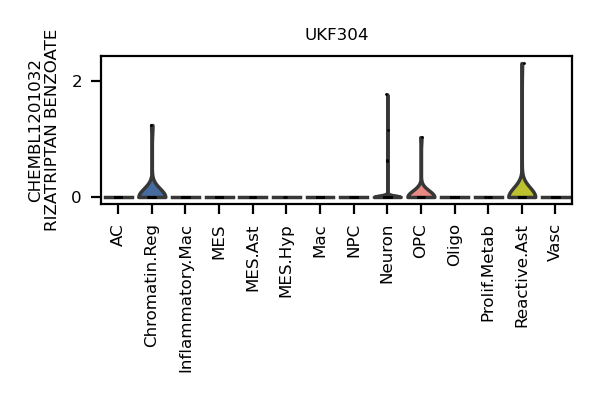 UKF304
CHEMBL1201032
RIZATRIPTAN BENZOATE
2
0
AC
Chromatin.Reg
Inflammatory.Mac
MES
MES.Ast
MES.Hyp
Mac
NPC
Neuron
OPC
Oligo
Prolif.Metab
Reactive.Ast
Vasc